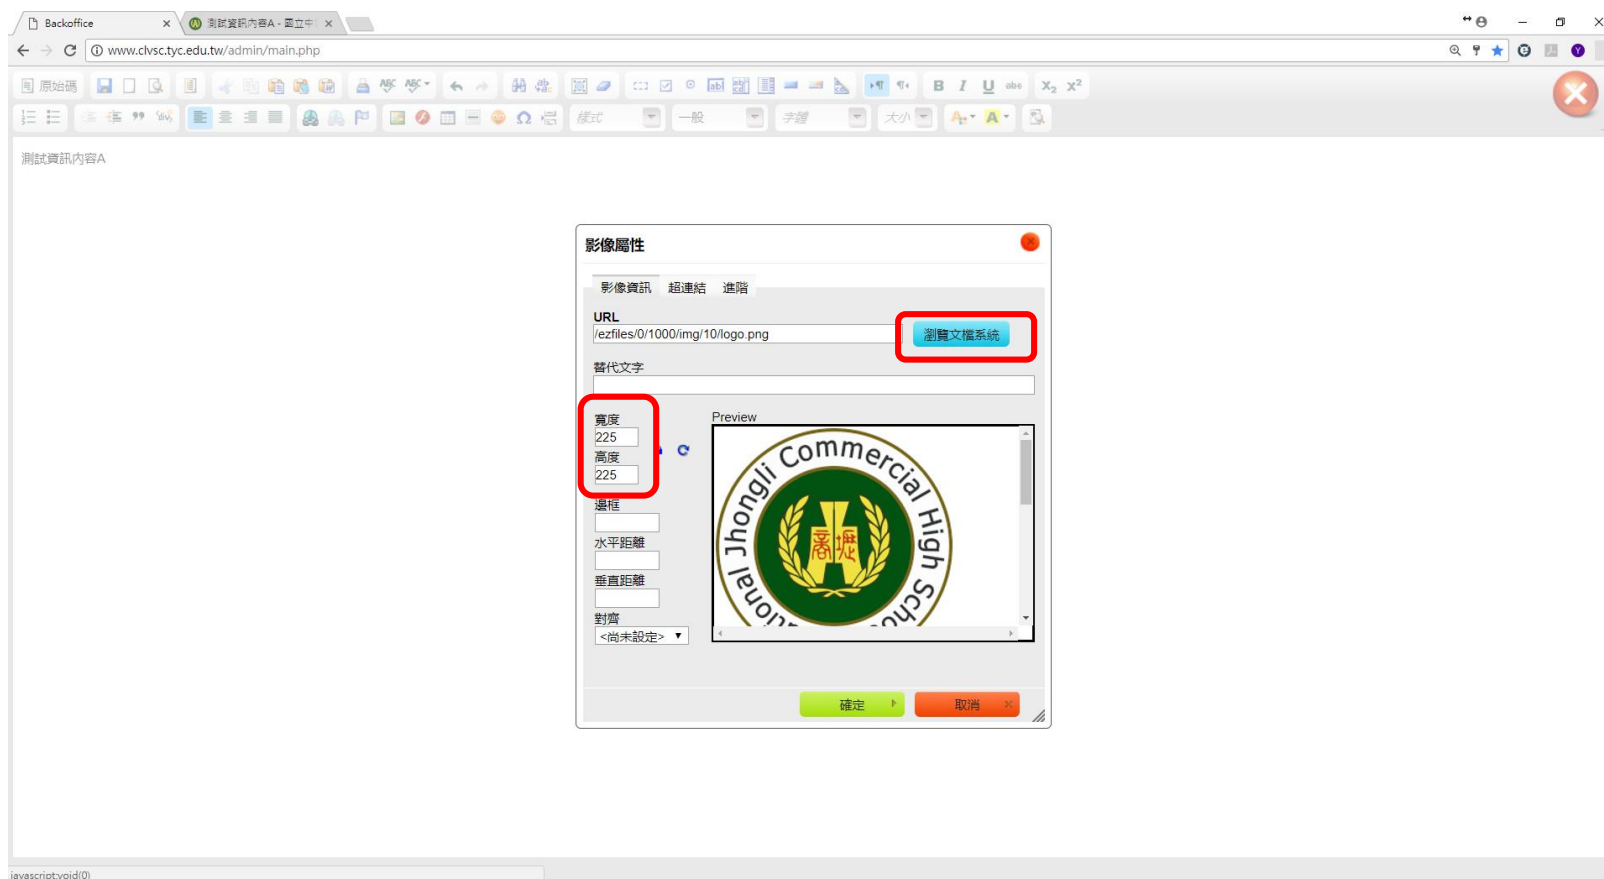 Backoffice
測試資訊內容A - 國立中
www.clvsc.tyc.edu.tw/admin/main.php
原始碼
B I U abc X2 X²
樣式 一般 字體 大小
測試資訊內容A
影像屬性
影像資訊 超連結 進階
URL
/ezfiles/0/1000/img/10/logo.png 瀏覽文檔系統
替代文字
寬度
225
高度
225
邊框
水平距離
垂直距離
對齊
<尚未設定>
Preview
Jhongli Commercial High
商壢
確定 取消
javascript:void(0)